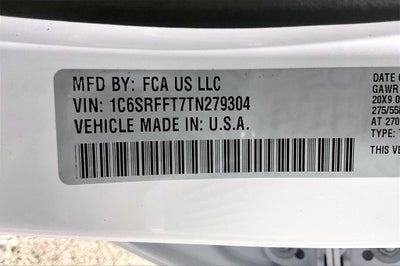 MFD BY: FCA US LLC
VIN: 1C6SRFFT7TN279304
VEHICLE MADE IN: U.S.A.
DATE O
GAWR
20X9.0
275/55
AT 270
TYPE:
THIS VE